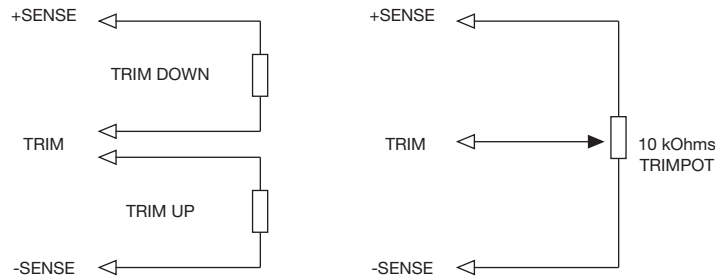 +SENSE
TRIM DOWN
TRIM
TRIM UP
-SENSE
+SENSE
TRIM
10 kOhms
TRIMPOT
-SENSE